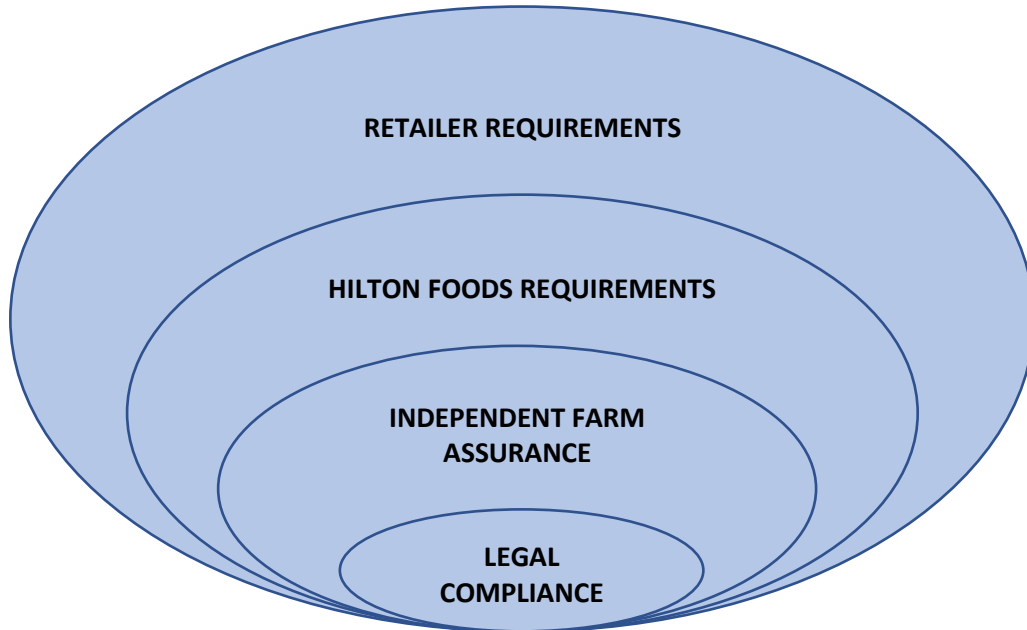 RETAILER REQUIREMENTS
HILTON FOODS REQUIREMENTS
INDEPENDENT FARM
ASSURANCE
LEGAL
COMPLIANCE